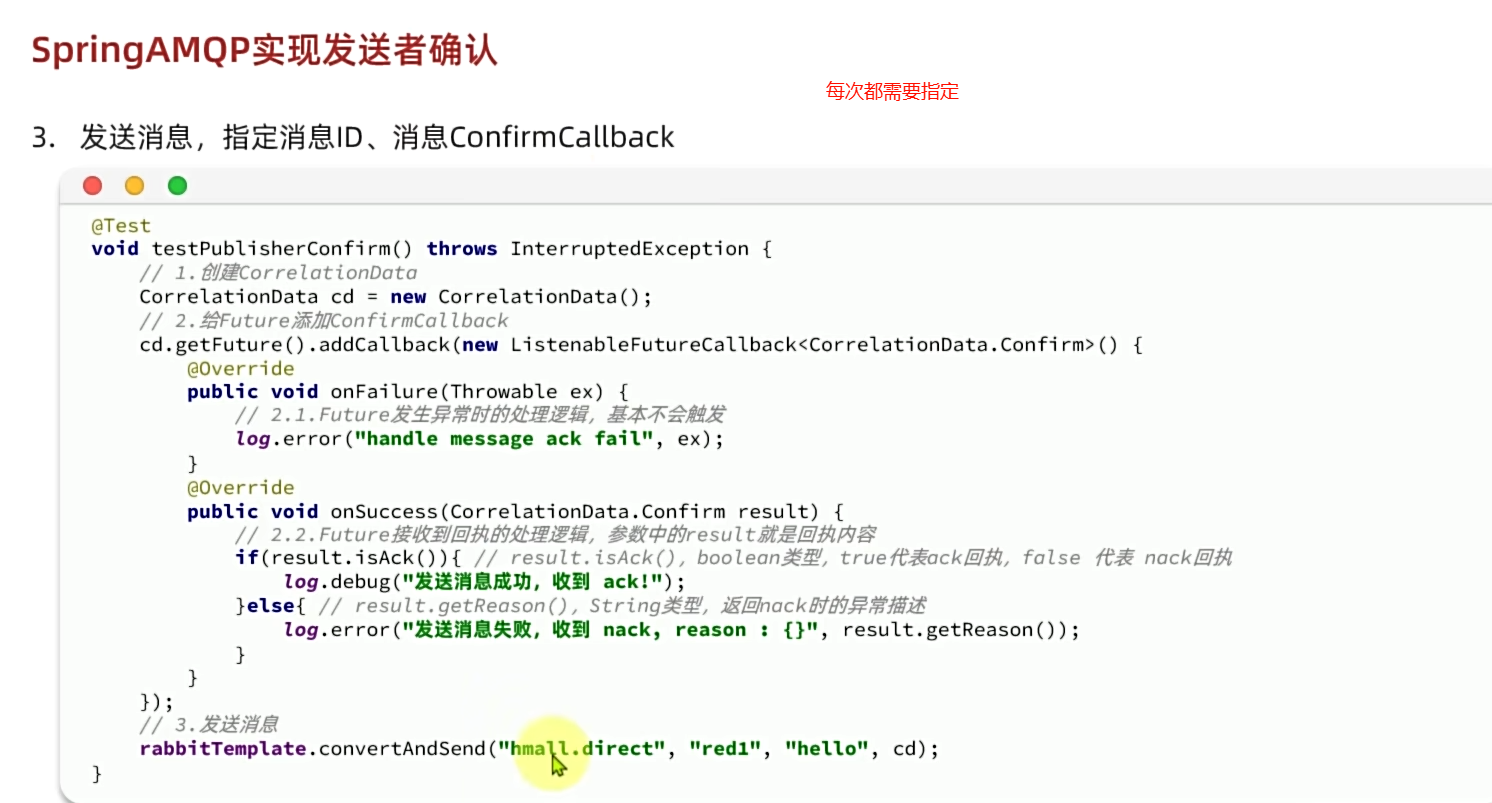 SpringAMQP实现发送者确认
每次都需要指定
3. 发送消息，指定消息ID、消息ConfirmCallback
@Test
void testPublisherConfirm() throws InterruptedException {
// 1.创建CorrelationData
CorrelationData cd = new CorrelationData();
// 2.给Future添加ConfirmCallback
cd.getFuture().addCallback(new ListenableFutureCallback<CorrelationData.Confirm>() {
@Override
public void onFailure(Throwable ex) {
// 2.1.Future发生异常时的处理逻辑，基本不会触发
log.error("handle message ack fail", ex);
}
@Override
public void onSuccess(CorrelationData.Confirm result) {
// 2.2.Future接收到回执的处理逻辑，参数中的result就是回执内容
if(result.isAck()){ // result.isAck()，boolean类型，true代表ack回执，false 代表 nack回执
log.debug("发送消息成功，收到 ack!");
}else{ // result.getReason()，String类型，返回nack时的异常描述
log.error("发送消息失败，收到 nack, reason : {}", result.getReason());
}
}
});
// 3.发送消息
rabbitTemplate.convertAndSend("hmall.direct", "red1", "hello", cd);
}